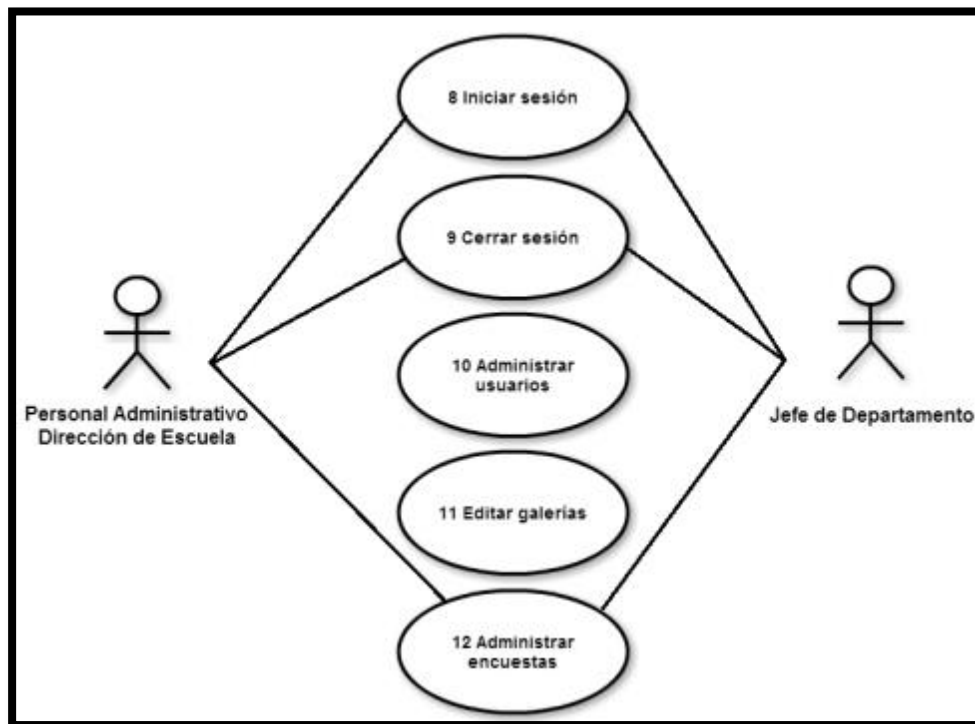 8 Iniciar sesión
9 Cerrar sesión
10 Administrar
usuarios
Personal Administrativo
Dirección de Escuela
Jefe de Departamento
11 Editar galerías
12 Administrar
encuestas